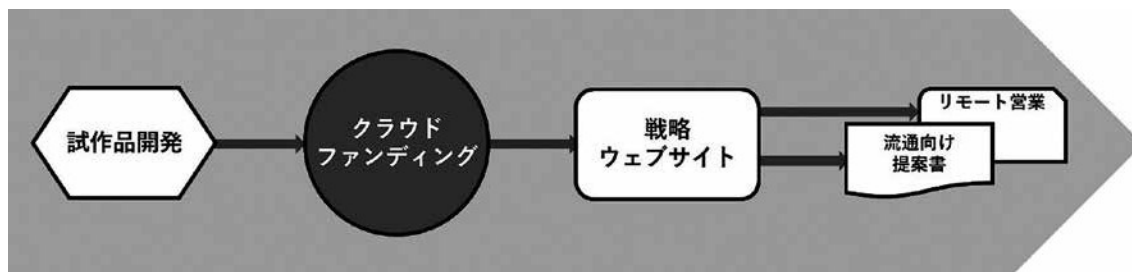 試作品開発
クラウド
ファンディング
戦略
ウェブサイト
リモート営業
流通向け
提案書